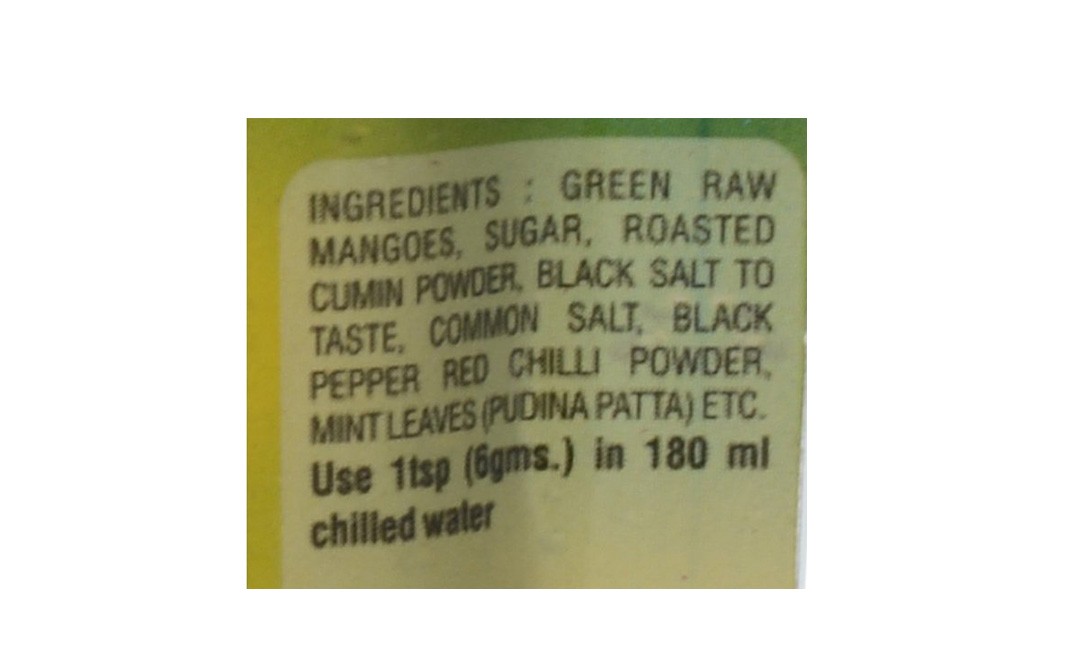 INGREDIENTS : GREEN RAW
MANGOES, SUGAR, ROASTED
CUMIN POWDER, BLACK SALT TO
TASTE, COMMON SALT, BLACK
PEPPER RED CHILLI POWDER,
MINT LEAVES (PUDINA PATTA) ETC.
Use 1tsp (6gms.) in 180 ml
chilled water